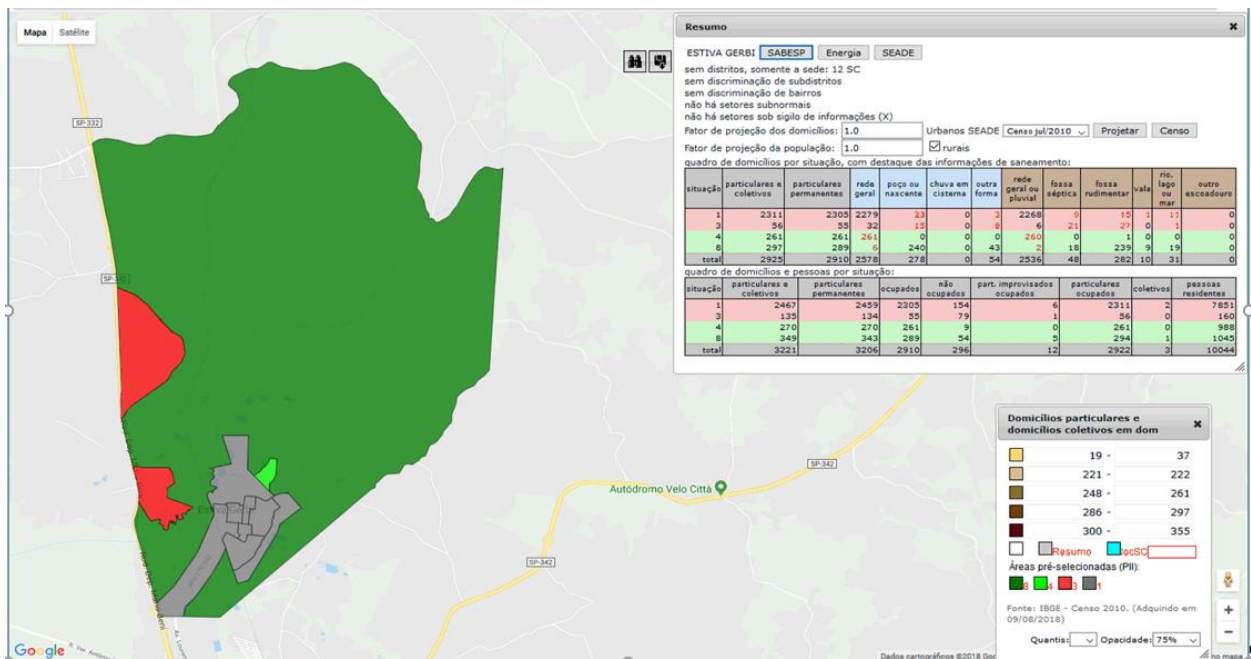 Mapa Satélite
SP-332
SP-340
Rod. Dep. Mário Beni
Estiva Gerbi
Autódromo Velo Città
SP-342
SP-342
Google
Dados cartográficos ©2018
Resumo
ESTIVA GERBI SABESP Energia SEADE
sem distritos, somente a sede: 12 SC
sem discriminação de subdistritos
sem discriminação de bairros
não há setores subnormais
não há setores sob sigilo de informações (X)
Fator de projeção dos domicílios: 1.0 Urbanos SEADE Censo jul/2010 Projetar Censo
Fator de projeção da população: 1.0 rurais
quadro de domicílios por situação, com destaque das informações de saneamento:
situação particulares e coletivos particulares permanentes rede geral poço ou nascente chuva em cisterna outra forma rede geral ou pluvial fossa séptica fossa rudimentar vala rio, lago ou mar outro escoadouro
1 2311 2305 2279 23 0 3 2268 9 15 1 11 0
3 56 55 32 15 0 8 6 21 27 0 1 0
4 261 261 261 0 0 0 260 0 1 0 0 0
8 297 289 6 240 0 43 2 18 239 9 19 0
total 2925 2910 2578 278 0 54 2536 48 282 10 31 0
quadro de domicílios e pessoas por situação:
situação particulares e coletivos particulares permanentes ocupados não ocupados part. improvisados ocupados particulares ocupados coletivos pessoas residentes
1 2467 2459 2305 154 6 2311 2 7851
3 135 134 55 79 1 56 0 160
4 270 270 261 9 0 261 0 988
8 349 343 289 54 5 294 1 1045
total 3221 3206 2910 296 12 2922 3 10044
Domicílios particulares e
domicílios coletivos em dom
19 - 37
221 - 222
248 - 261
286 - 297
300 - 355
Resumo locSC
Áreas pré-selecionadas (PII):
8 4 3 1
Fonte: IBGE - Censo 2010. (Adquirido em
09/08/2018)
Quantis: Opacidade: 75%
no mapa